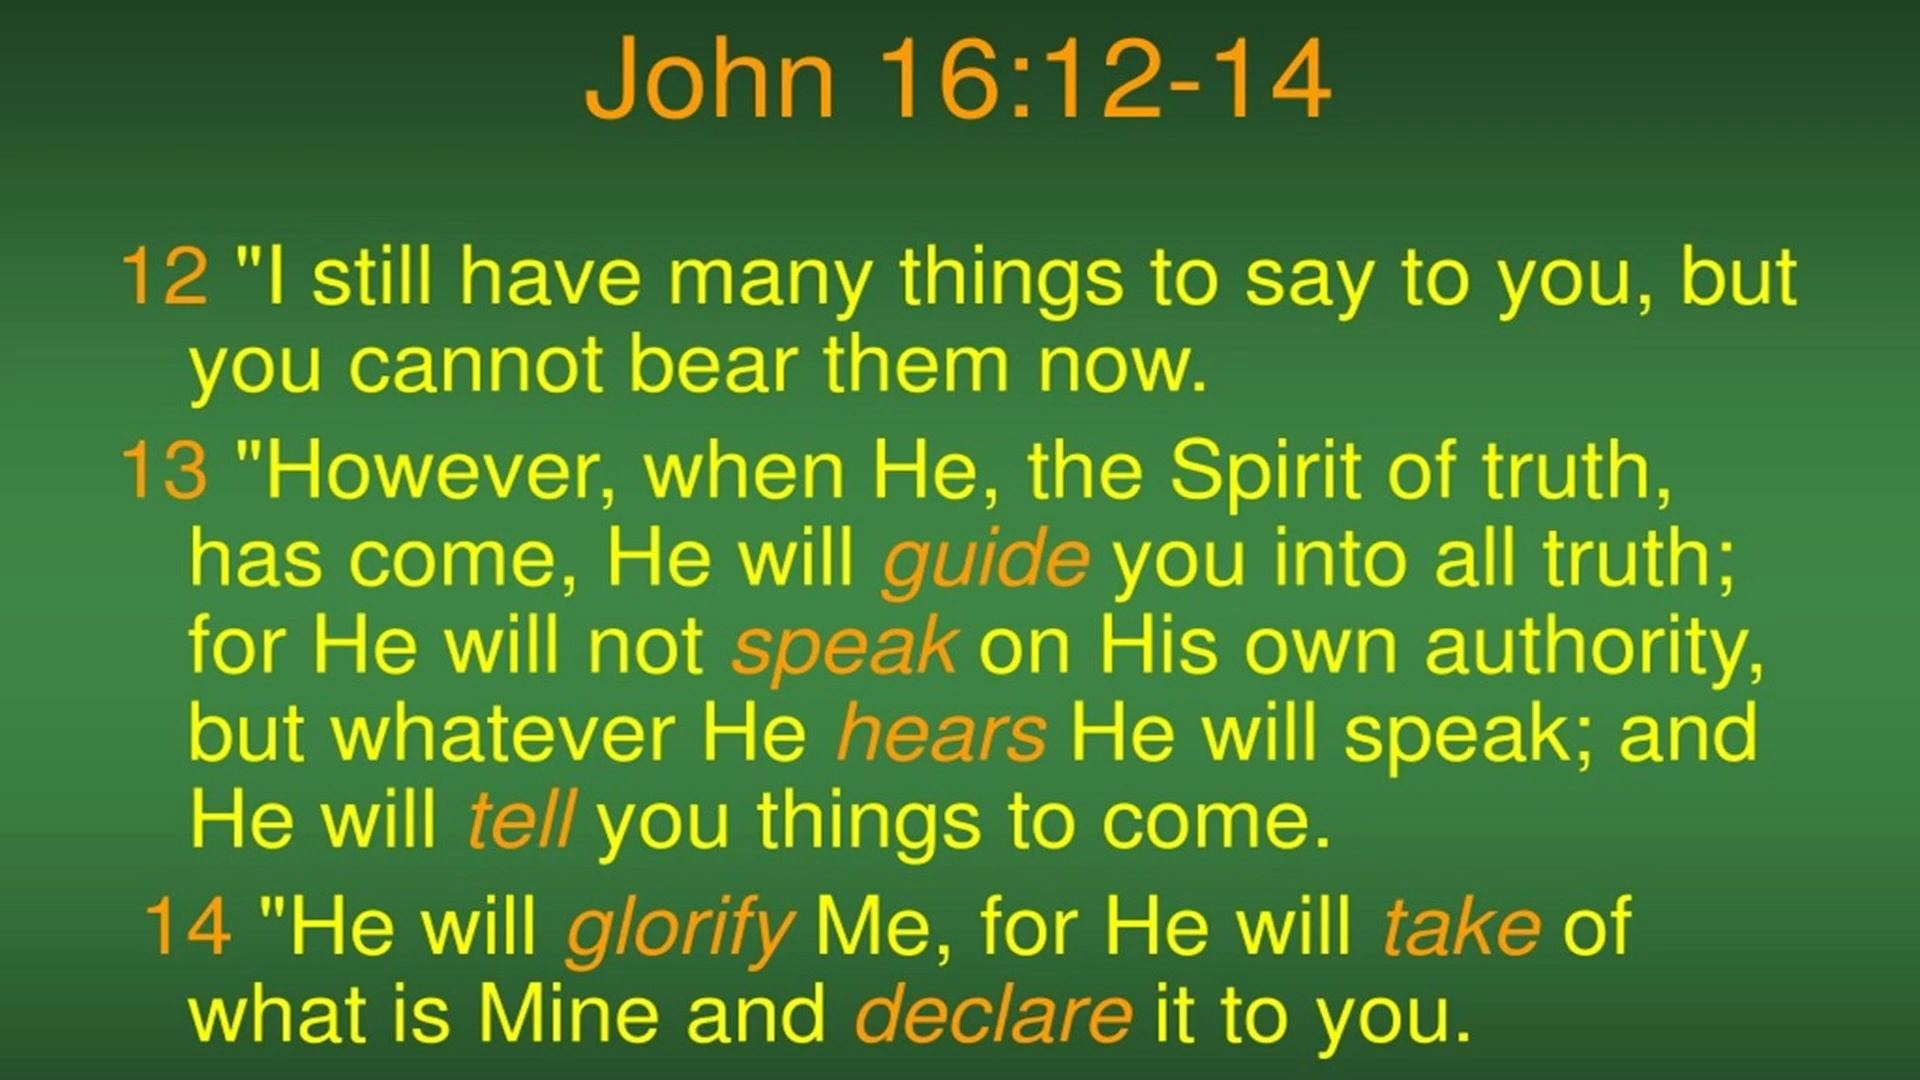 John 16:12-14
12 "I still have many things to say to you, but
you cannot bear them now.
13 "However, when He, the Spirit of truth,
has come, He will guide you into all truth;
for He will not speak on His own authority,
but whatever He hears He will speak; and
He will tell you things to come.
14 "He will glorify Me, for He will take of
what is Mine and declare it to you.